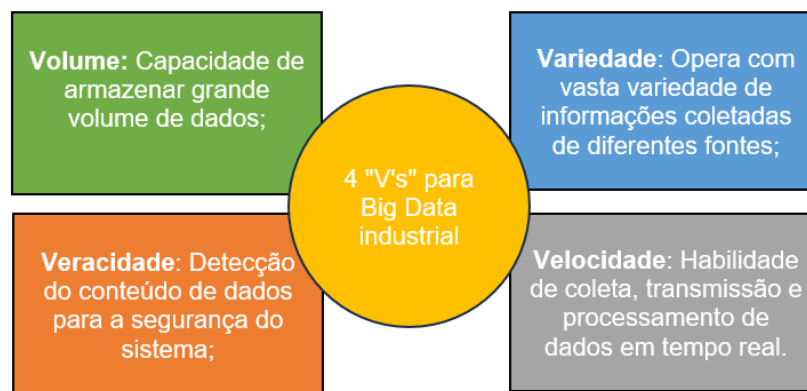 Volume: Capacidade de
armazenar grande
volume de dados;
Variedade: Opera com
vasta variedade de
informações coletadas
de diferentes fontes;
4 "V's" para
Big Data
industrial
Veracidade: Detecção
do conteúdo de dados
para a segurança do
sistema;
Velocidade: Habilidade
de coleta, transmissão e
processamento de
dados em tempo real.